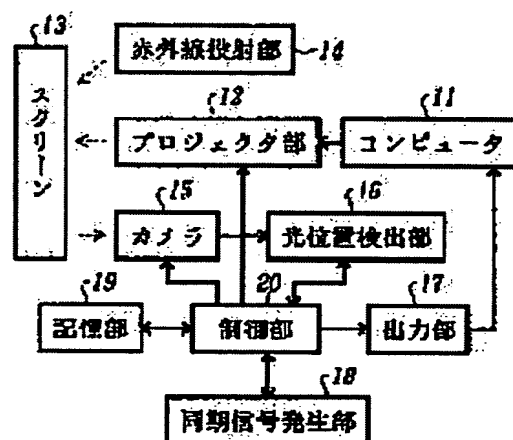 13
スクリーン
赤外線投射部
14
12
プロジェクタ部
11
コンピュータ
15
カメラ
16
光位置検出部
19
記憶部
20
制御部
17
出力部
18
同期信号発生部